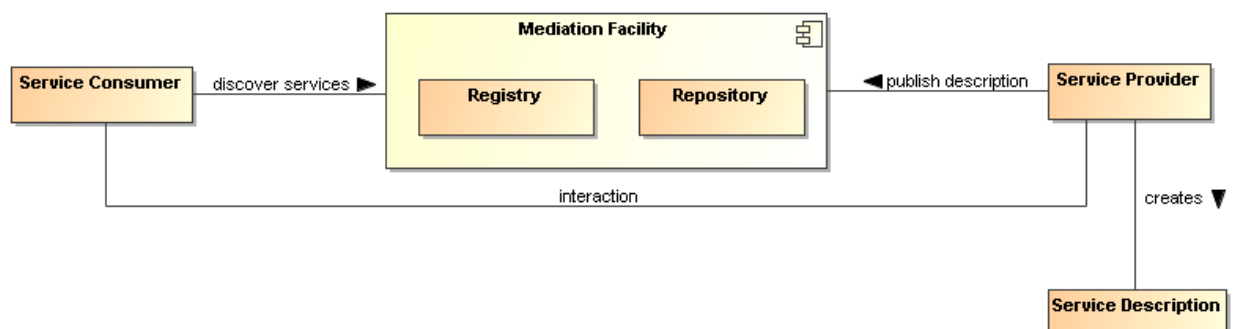 Mediation Facility
Service Consumer
discover services
Registry
Repository
publish description
Service Provider
interaction
creates
Service Description